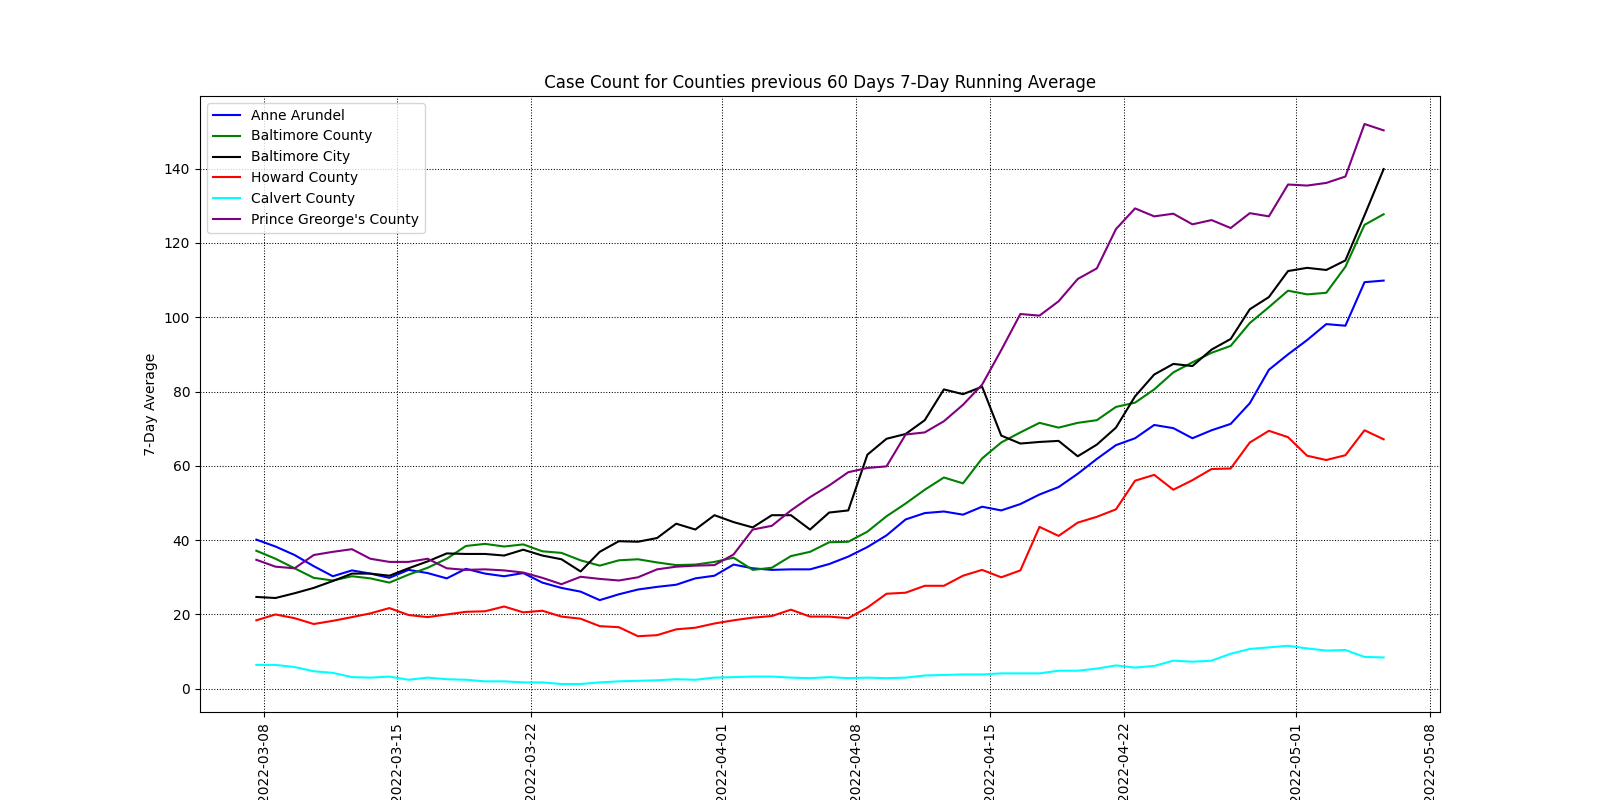 Case Count for Counties previous 60 Days 7-Day Running Average
Anne Arundel
Baltimore County
Baltimore City
Howard County
Calvert County
Prince Greorge's County
7-Day Average
140
120
100
80
60
40
20
0
2022-03-08
2022-03-15
2022-03-22
2022-04-01
2022-04-08
2022-04-15
2022-04-22
2022-05-01
2022-05-08